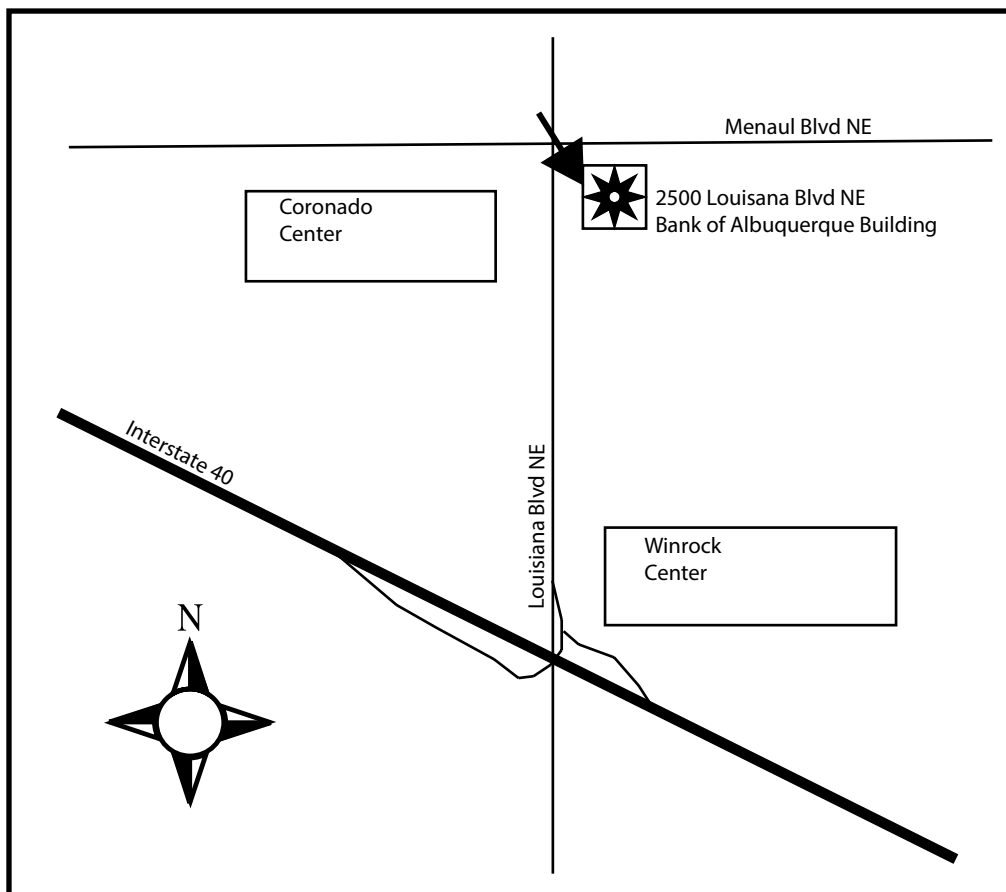 Menaul Blvd NE
Coronado
Center
2500 Louisana Blvd NE
Bank of Albuquerque Building
Interstate 40
Louisiana Blvd NE
Winrock
Center
N